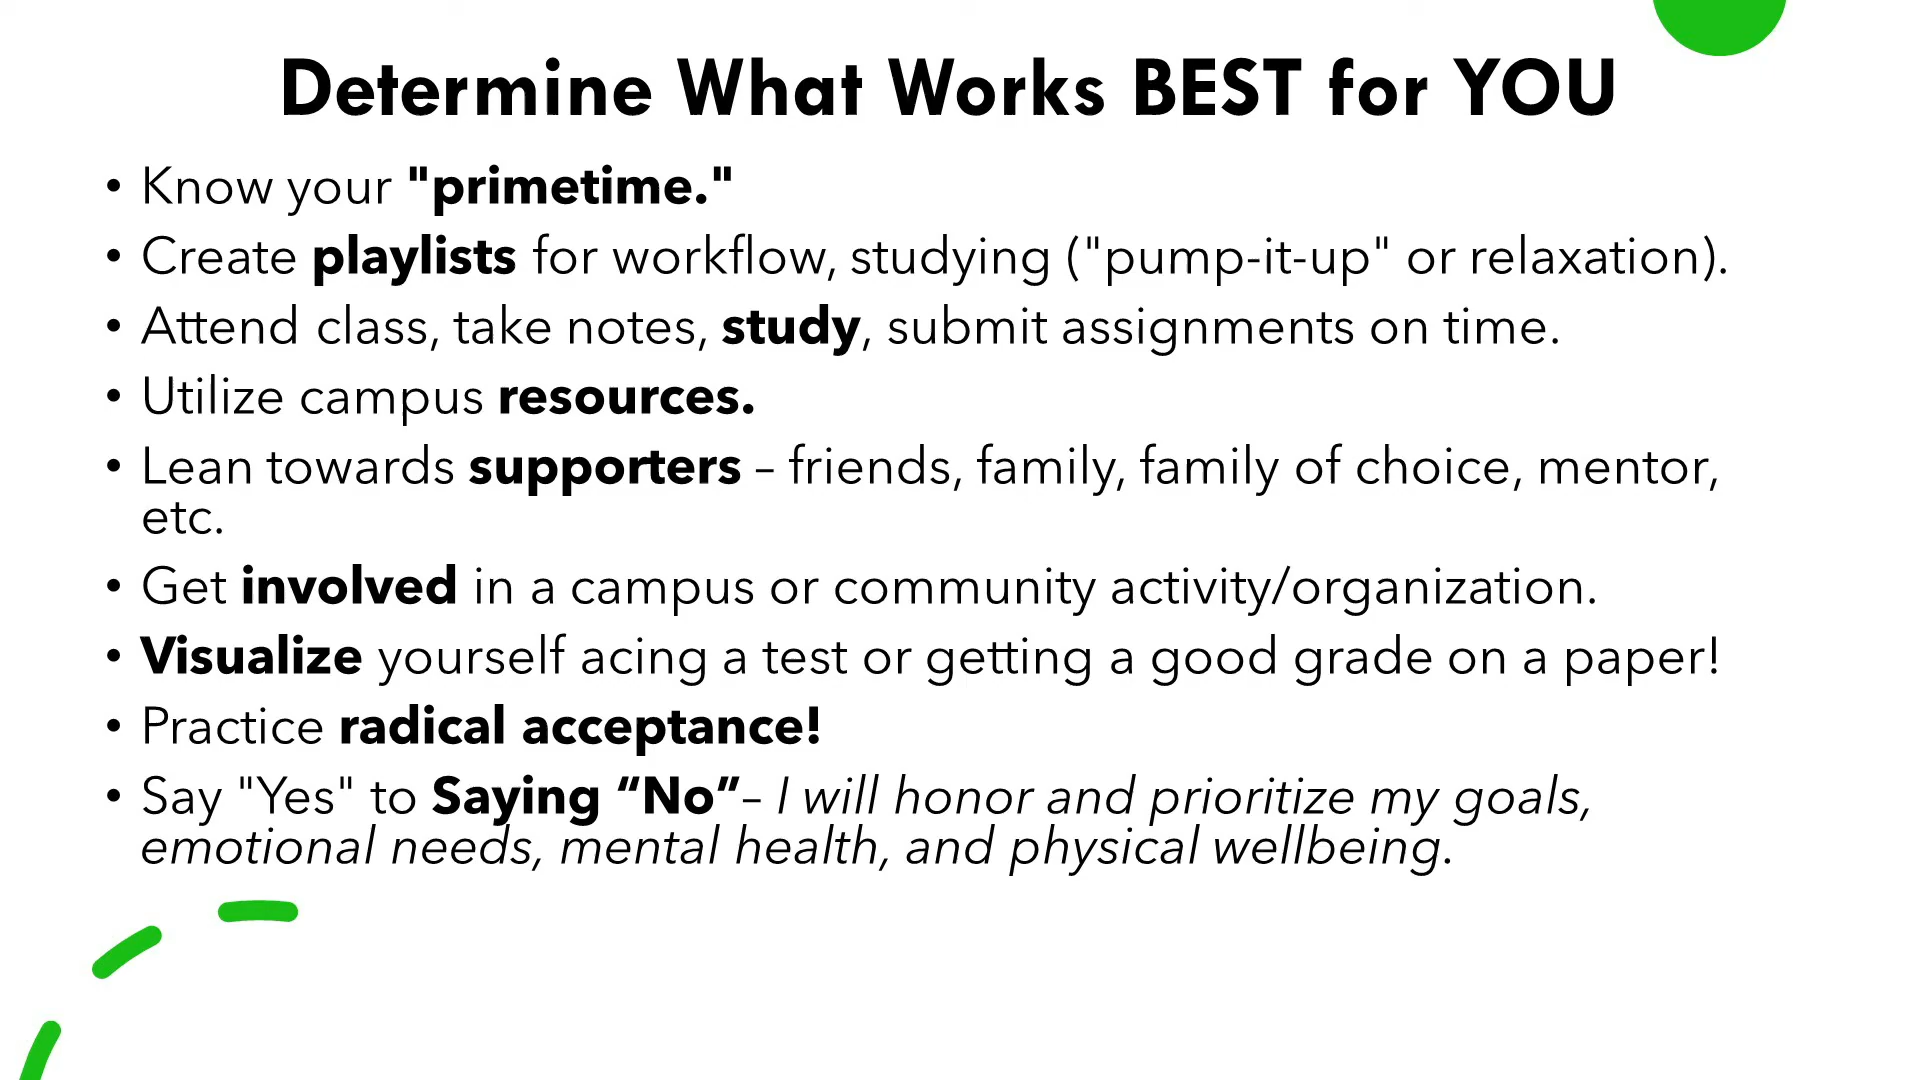 Determine What Works BEST for YOU
• Know your "primetime."
• Create playlists for workflow, studying ("pump-it-up" or relaxation).
• Attend class, take notes, study, submit assignments on time.
• Utilize campus resources.
• Lean towards supporters – friends, family, family of choice, mentor,
etc.
• Get involved in a campus or community activity/organization.
• Visualize yourself acing a test or getting a good grade on a paper!
• Practice radical acceptance!
• Say "Yes" to Saying “No”– I will honor and prioritize my goals,
emotional needs, mental health, and physical wellbeing.